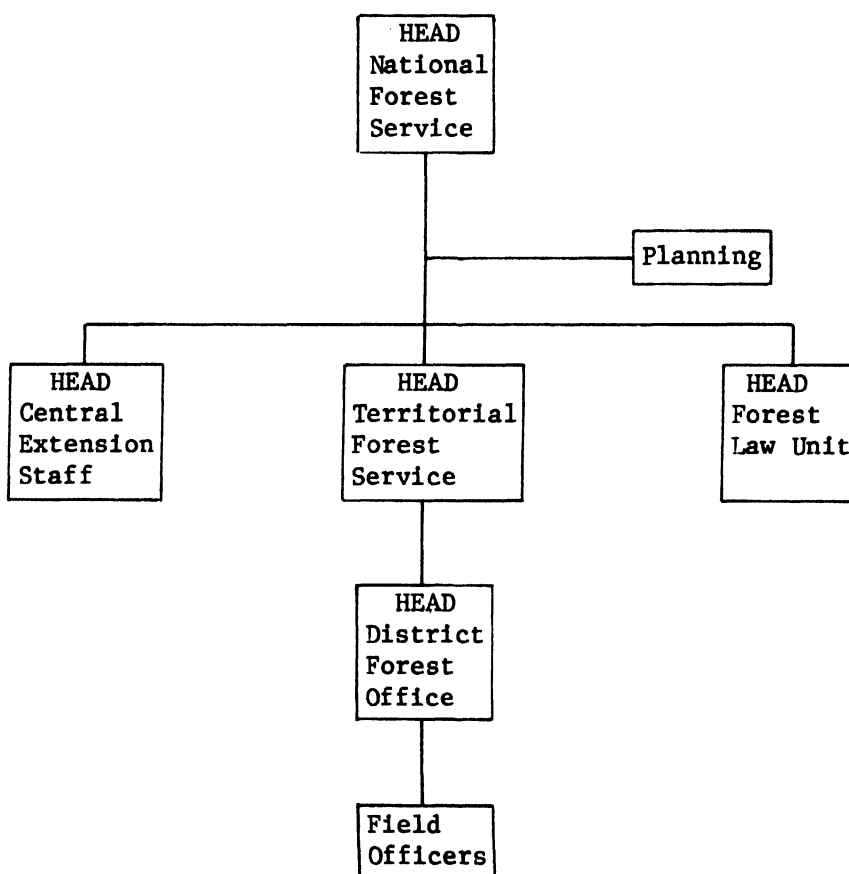 HEAD
National
Forest
Service
Planning
HEAD
Central
Extension
Staff
HEAD
Territorial
Forest
Service
HEAD
Forest
Law Unit
HEAD
District
Forest
Office
Field
Officers